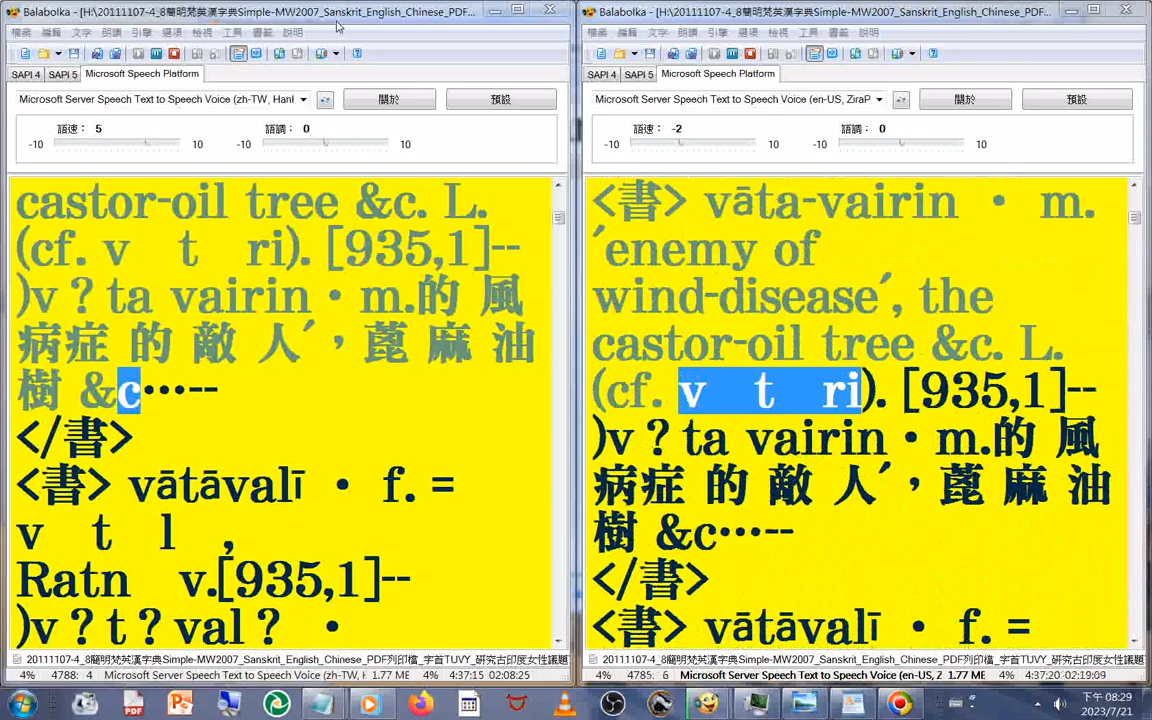 Balabolka - [H:\20111107-4_8簡明梵英漢字典Simple-MW2007_Sanskrit_English_Chinese_PDF...
檔案 編輯 文字 朗讀 引擎 選項 檢視 工具 書籤 說明
SAPI 4 SAPI 5 Microsoft Speech Platform
Microsoft Server Speech Text to Speech Voice (zh-TW, Hanl 關於 預設
語速： 5 語調： 0
-10 10 -10 10
castor-oil tree &c. L.
(cf. v t ri). [935,1]--
)v？ta vairin・m.的 風
病症 的 敵 人ˊ，蓖 麻 油
樹 &c…--
</書>
<書> vātāvalī ・ f. =
v t l ,
Ratn v.[935,1]--
)v？t？val？ ・
20111107-4_8簡明梵英漢字典Simple-MW2007_Sanskrit_English_Chinese_PDF列印檔_字首TUVY_研究古印度女性議題
4% 4788: 4 Microsoft Server Speech Text to Speech Voice (zh-TW, 1.77 ME 4% 4:37:15 02:08:25
Balabolka - [H:\20111107-4_8簡明梵英漢字典Simple-MW2007_Sanskrit_English_Chinese_PDF...
檔案 編輯 文字 朗讀 引擎 選項 檢視 工具 書籤 說明
SAPI 4 SAPI 5 Microsoft Speech Platform
Microsoft Server Speech Text to Speech Voice (en-US, ZiraP 關於 預設
語速： -2 語調： 0
-10 10 -10 10
<書> vāta-vairin ・ m.
ˊenemy of
wind-diseaseˊ, the
castor-oil tree &c. L.
(cf. v t ri). [935,1]--
)v？ta vairin・m.的 風
病症 的 敵 人ˊ，蓖 麻 油
樹 &c…--
</書>
<書> vātāvalī ・ f. =
20111107-4_8簡明梵英漢字典Simple-MW2007_Sanskrit_English_Chinese_PDF列印檔_字首TUVY_研究古印度女性議題
4% 4785: 6 Microsoft Server Speech Text to Speech Voice (en-US, Z 1.77 ME 4% 4:37:20 02:19:09
PDF
下午 08:29
2023/7/21